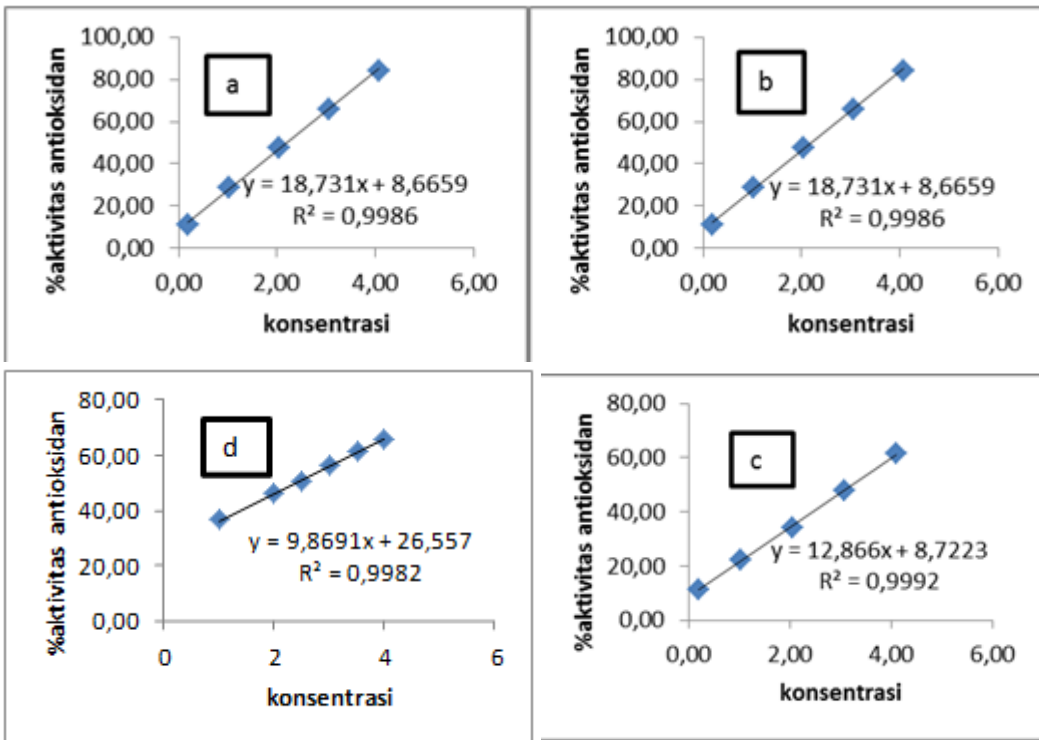 %aktivitas antioksidan
100,00
80,00
60,00
40,00
20,00
0,00
a
y = 18,731x + 8,6659
R² = 0,9986
0,00 2,00 4,00 6,00
konsentrasi
%aktivitas antioksidan
100,00
80,00
60,00
40,00
20,00
0,00
b
y = 18,731x + 8,6659
R² = 0,9986
0,00 2,00 4,00 6,00
konsentrasi
%aktivitas antioksidan
80,00
60,00
40,00
20,00
0,00
d
y = 9,8691x + 26,557
R² = 0,9982
0 2 4 6
konsentrasi
%aktivitas antioksidan
80,00
60,00
40,00
20,00
0,00
c
y = 12,866x + 8,7223
R² = 0,9992
0,00 2,00 4,00 6,00
konsentrasi